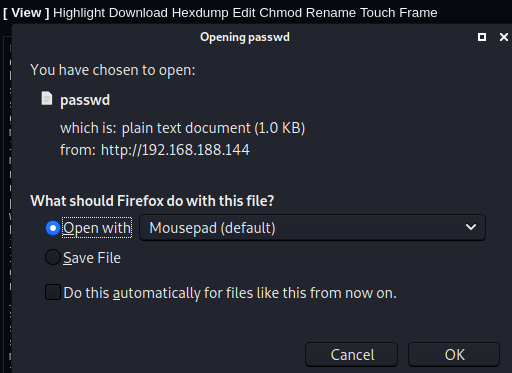 [ View ] Highlight Download Hexdump Edit Chmod Rename Touch Frame
Opening passwd
You have chosen to open:
passwd
which is: plain text document (1.0 KB)
from: http://192.168.188.144
What should Firefox do with this file?
Open with Mousepad (default)
Save File
Do this automatically for files like this from now on.
Cancel OK